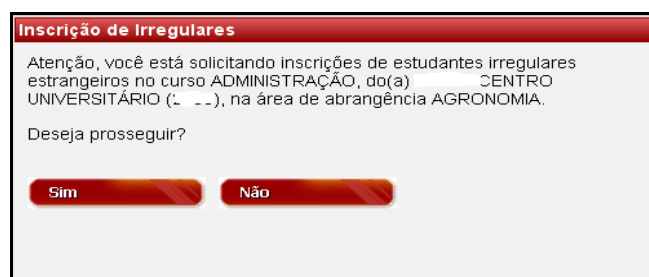 Inscrição de Irregulares
Atenção, você está solicitando inscrições de estudantes irregulares
estrangeiros no curso ADMINISTRAÇÃO, do(a) CENTRO
UNIVERSITÁRIO ( ), na área de abrangência AGRONOMIA.
Deseja prosseguir?
Sim
Não